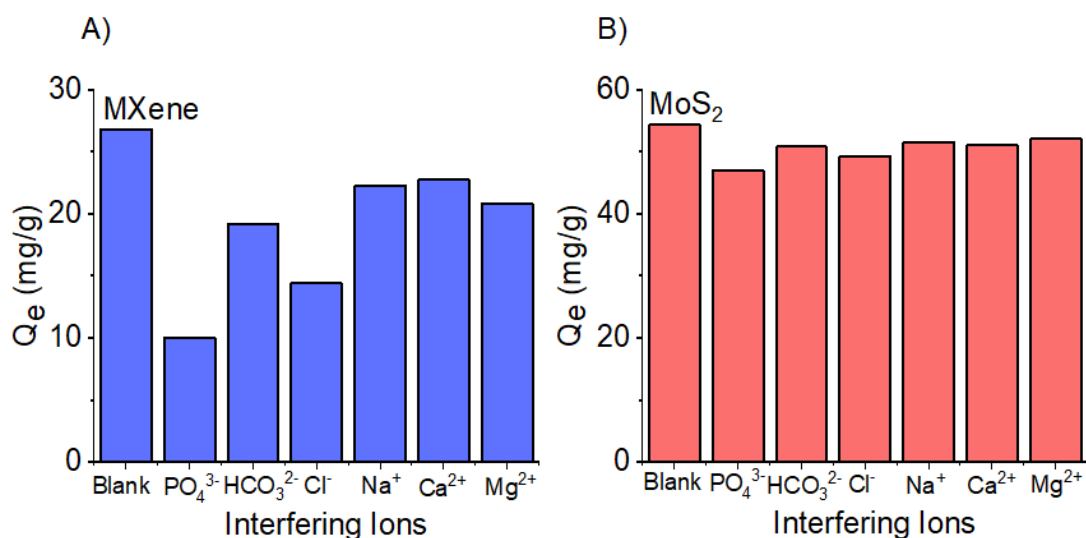 A)
MXene
30
20
10
0
Qe (mg/g)
Blank PO₄³⁻ HCO₃²⁻ Cl⁻ Na⁺ Ca²⁺ Mg²⁺
Interfering Ions
B)
MoS₂
60
40
20
0
Qe (mg/g)
Blank PO₄³⁻ HCO₃²⁻ Cl⁻ Na⁺ Ca²⁺ Mg²⁺
Interfering Ions